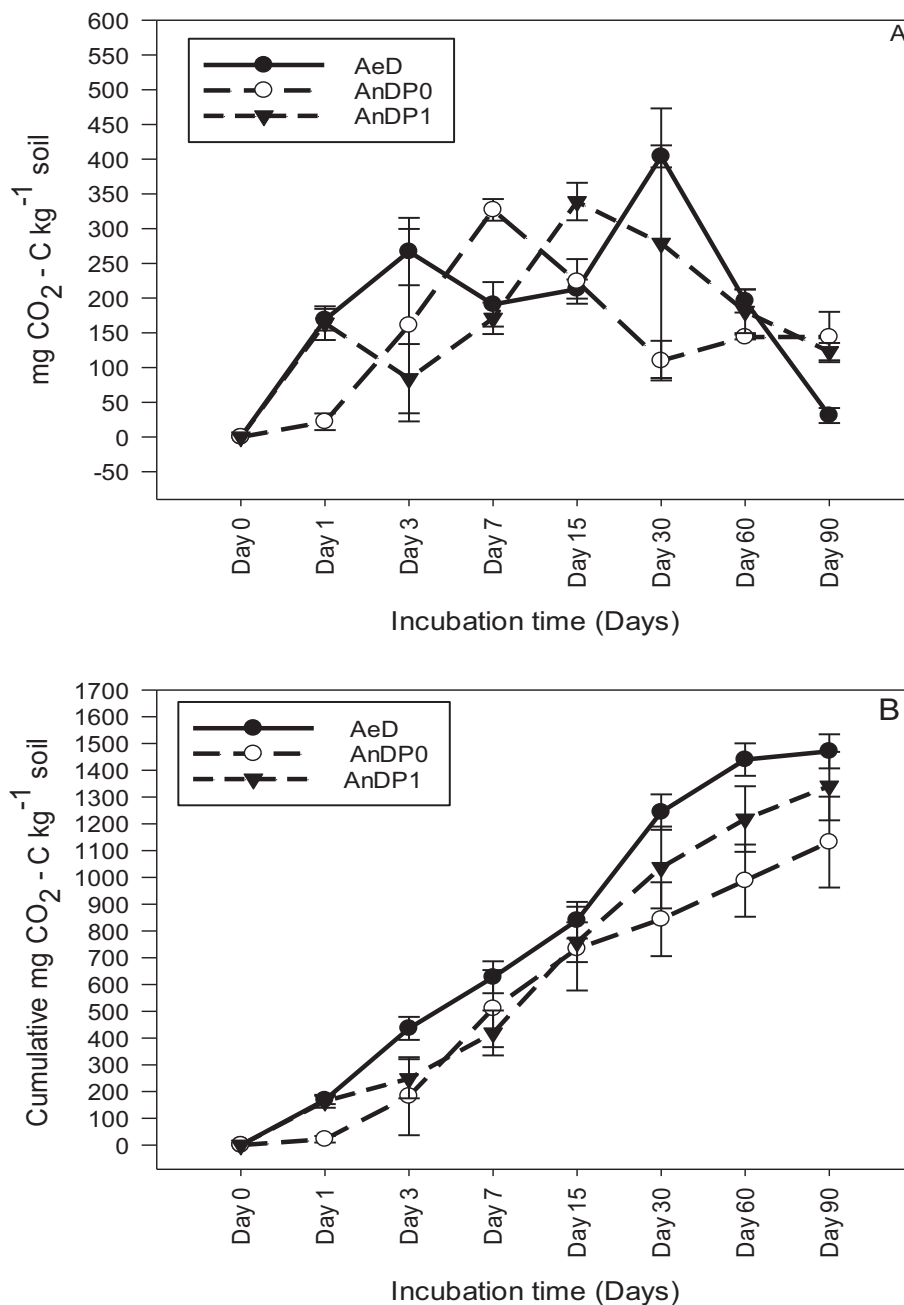 A
600
550
500
450
400
350
300
250
200
150
100
50
0
-50
mg CO2 - C kg-1 soil
AeD
AnDP0
AnDP1
Day 0
Day 1
Day 3
Day 7
Day 15
Day 30
Day 60
Day 90
Incubation time (Days)
B
1700
1600
1500
1400
1300
1200
1100
1000
900
800
700
600
500
400
300
200
100
0
Cumulative mg CO2 - C kg-1 soil
AeD
AnDP0
AnDP1
Day 0
Day 1
Day 3
Day 7
Day 15
Day 30
Day 60
Day 90
Incubation time (Days)